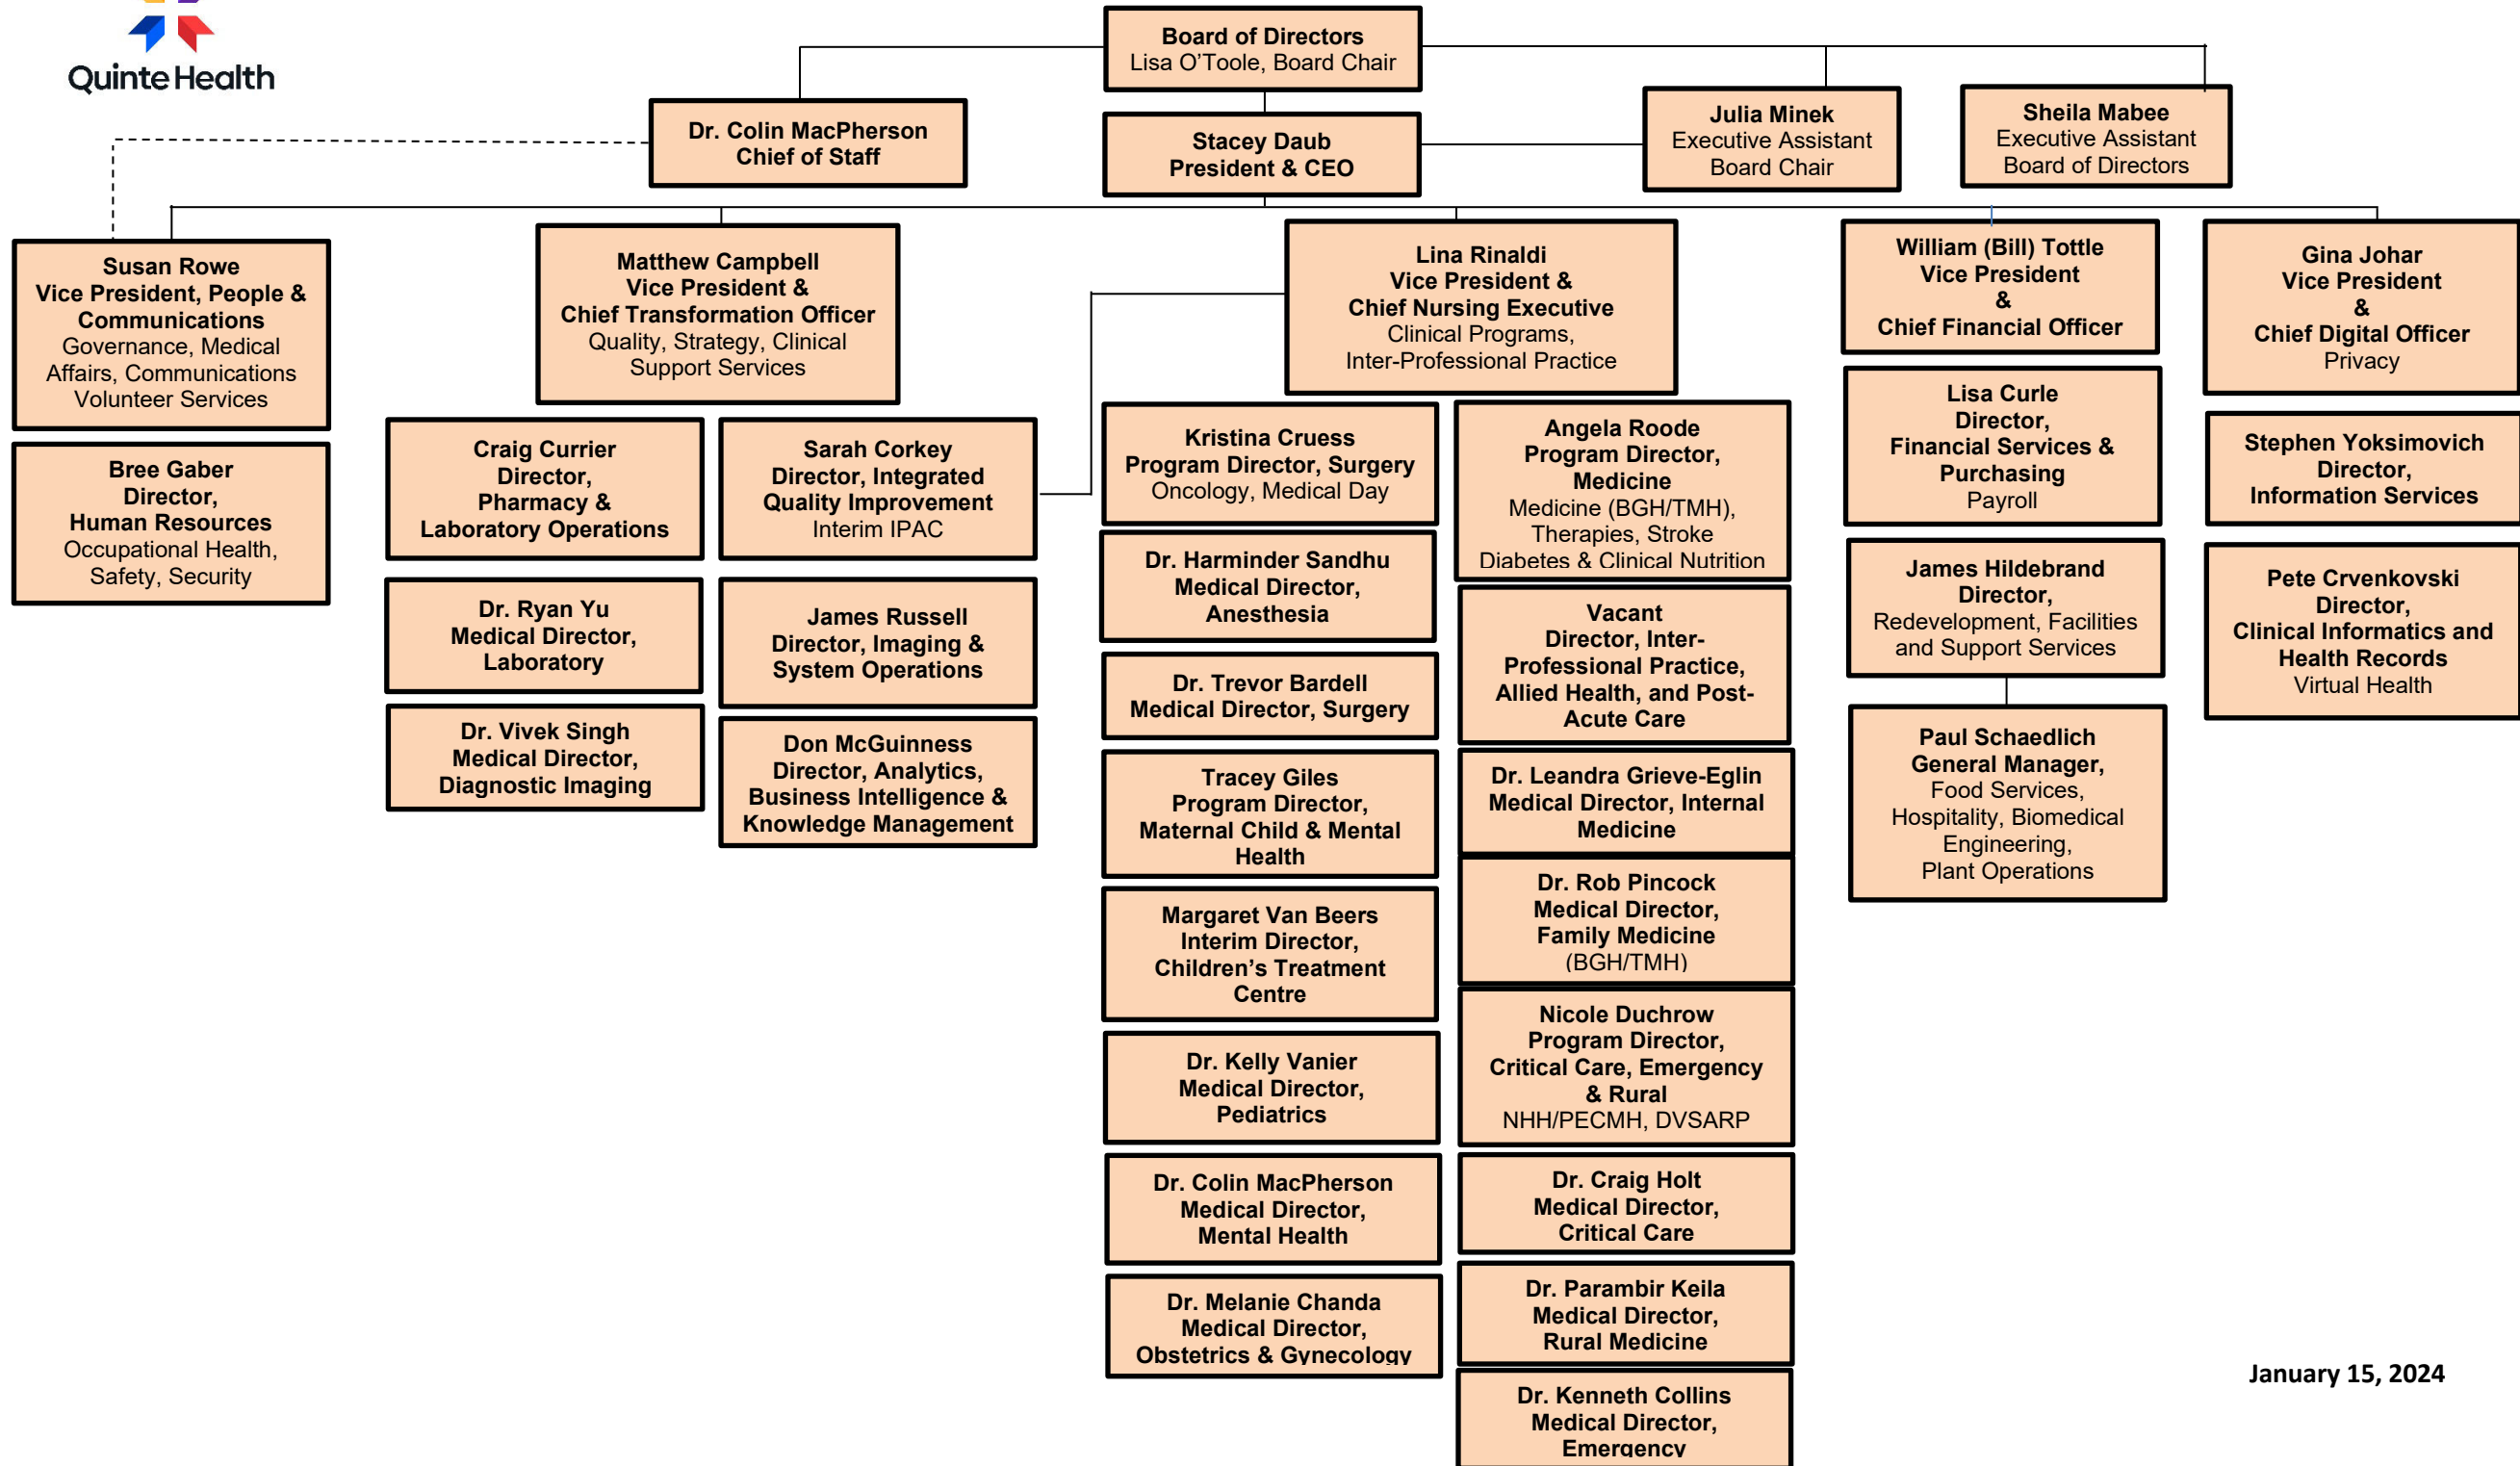 Quinte Health
Board of Directors
Lisa O’Toole, Board Chair
Dr. Colin MacPherson
Chief of Staff
Stacey Daub
President & CEO
Julia Minek
Executive Assistant
Board Chair
Sheila Mabee
Executive Assistant
Board of Directors
Susan Rowe
Vice President, People &
Communications
Governance, Medical
Affairs, Communications
Volunteer Services
Bree Gaber
Director,
Human Resources
Occupational Health,
Safety, Security
Matthew Campbell
Vice President &
Chief Transformation Officer
Quality, Strategy, Clinical
Support Services
Craig Currier
Director,
Pharmacy &
Laboratory Operations
Dr. Ryan Yu
Medical Director,
Laboratory
Dr. Vivek Singh
Medical Director,
Diagnostic Imaging
Sarah Corkey
Director, Integrated
Quality Improvement
Interim IPAC
James Russell
Director, Imaging &
System Operations
Don McGuinness
Director, Analytics,
Business Intelligence &
Knowledge Management
Lina Rinaldi
Vice President &
Chief Nursing Executive
Clinical Programs,
Inter-Professional Practice
Kristina Cruess
Program Director, Surgery
Oncology, Medical Day
Dr. Harminder Sandhu
Medical Director,
Anesthesia
Dr. Trevor Bardell
Medical Director, Surgery
Tracey Giles
Program Director,
Maternal Child & Mental
Health
Margaret Van Beers
Interim Director,
Children’s Treatment
Centre
Dr. Kelly Vanier
Medical Director,
Pediatrics
Dr. Colin MacPherson
Medical Director,
Mental Health
Dr. Melanie Chanda
Medical Director,
Obstetrics & Gynecology
Angela Roode
Program Director,
Medicine
Medicine (BGH/TMH),
Therapies, Stroke
Diabetes & Clinical Nutrition
Vacant
Director, Inter-
Professional Practice,
Allied Health, and Post-
Acute Care
Dr. Leandra Grieve-Eglin
Medical Director, Internal
Medicine
Dr. Rob Pincock
Medical Director,
Family Medicine
(BGH/TMH)
Nicole Duchrow
Program Director,
Critical Care, Emergency
& Rural
NHH/PECMH, DVSARP
Dr. Craig Holt
Medical Director,
Critical Care
Dr. Parambir Keila
Medical Director,
Rural Medicine
Dr. Kenneth Collins
Medical Director,
Emergency
William (Bill) Tottle
Vice President
&
Chief Financial Officer
Lisa Curle
Director,
Financial Services &
Purchasing
Payroll
James Hildebrand
Director,
Redevelopment, Facilities
and Support Services
Paul Schaedlich
General Manager,
Food Services,
Hospitality, Biomedical
Engineering,
Plant Operations
Gina Johar
Vice President
&
Chief Digital Officer
Privacy
Stephen Yoksimovich
Director,
Information Services
Pete Crvenkovski
Director,
Clinical Informatics and
Health Records
Virtual Health
January 15, 2024